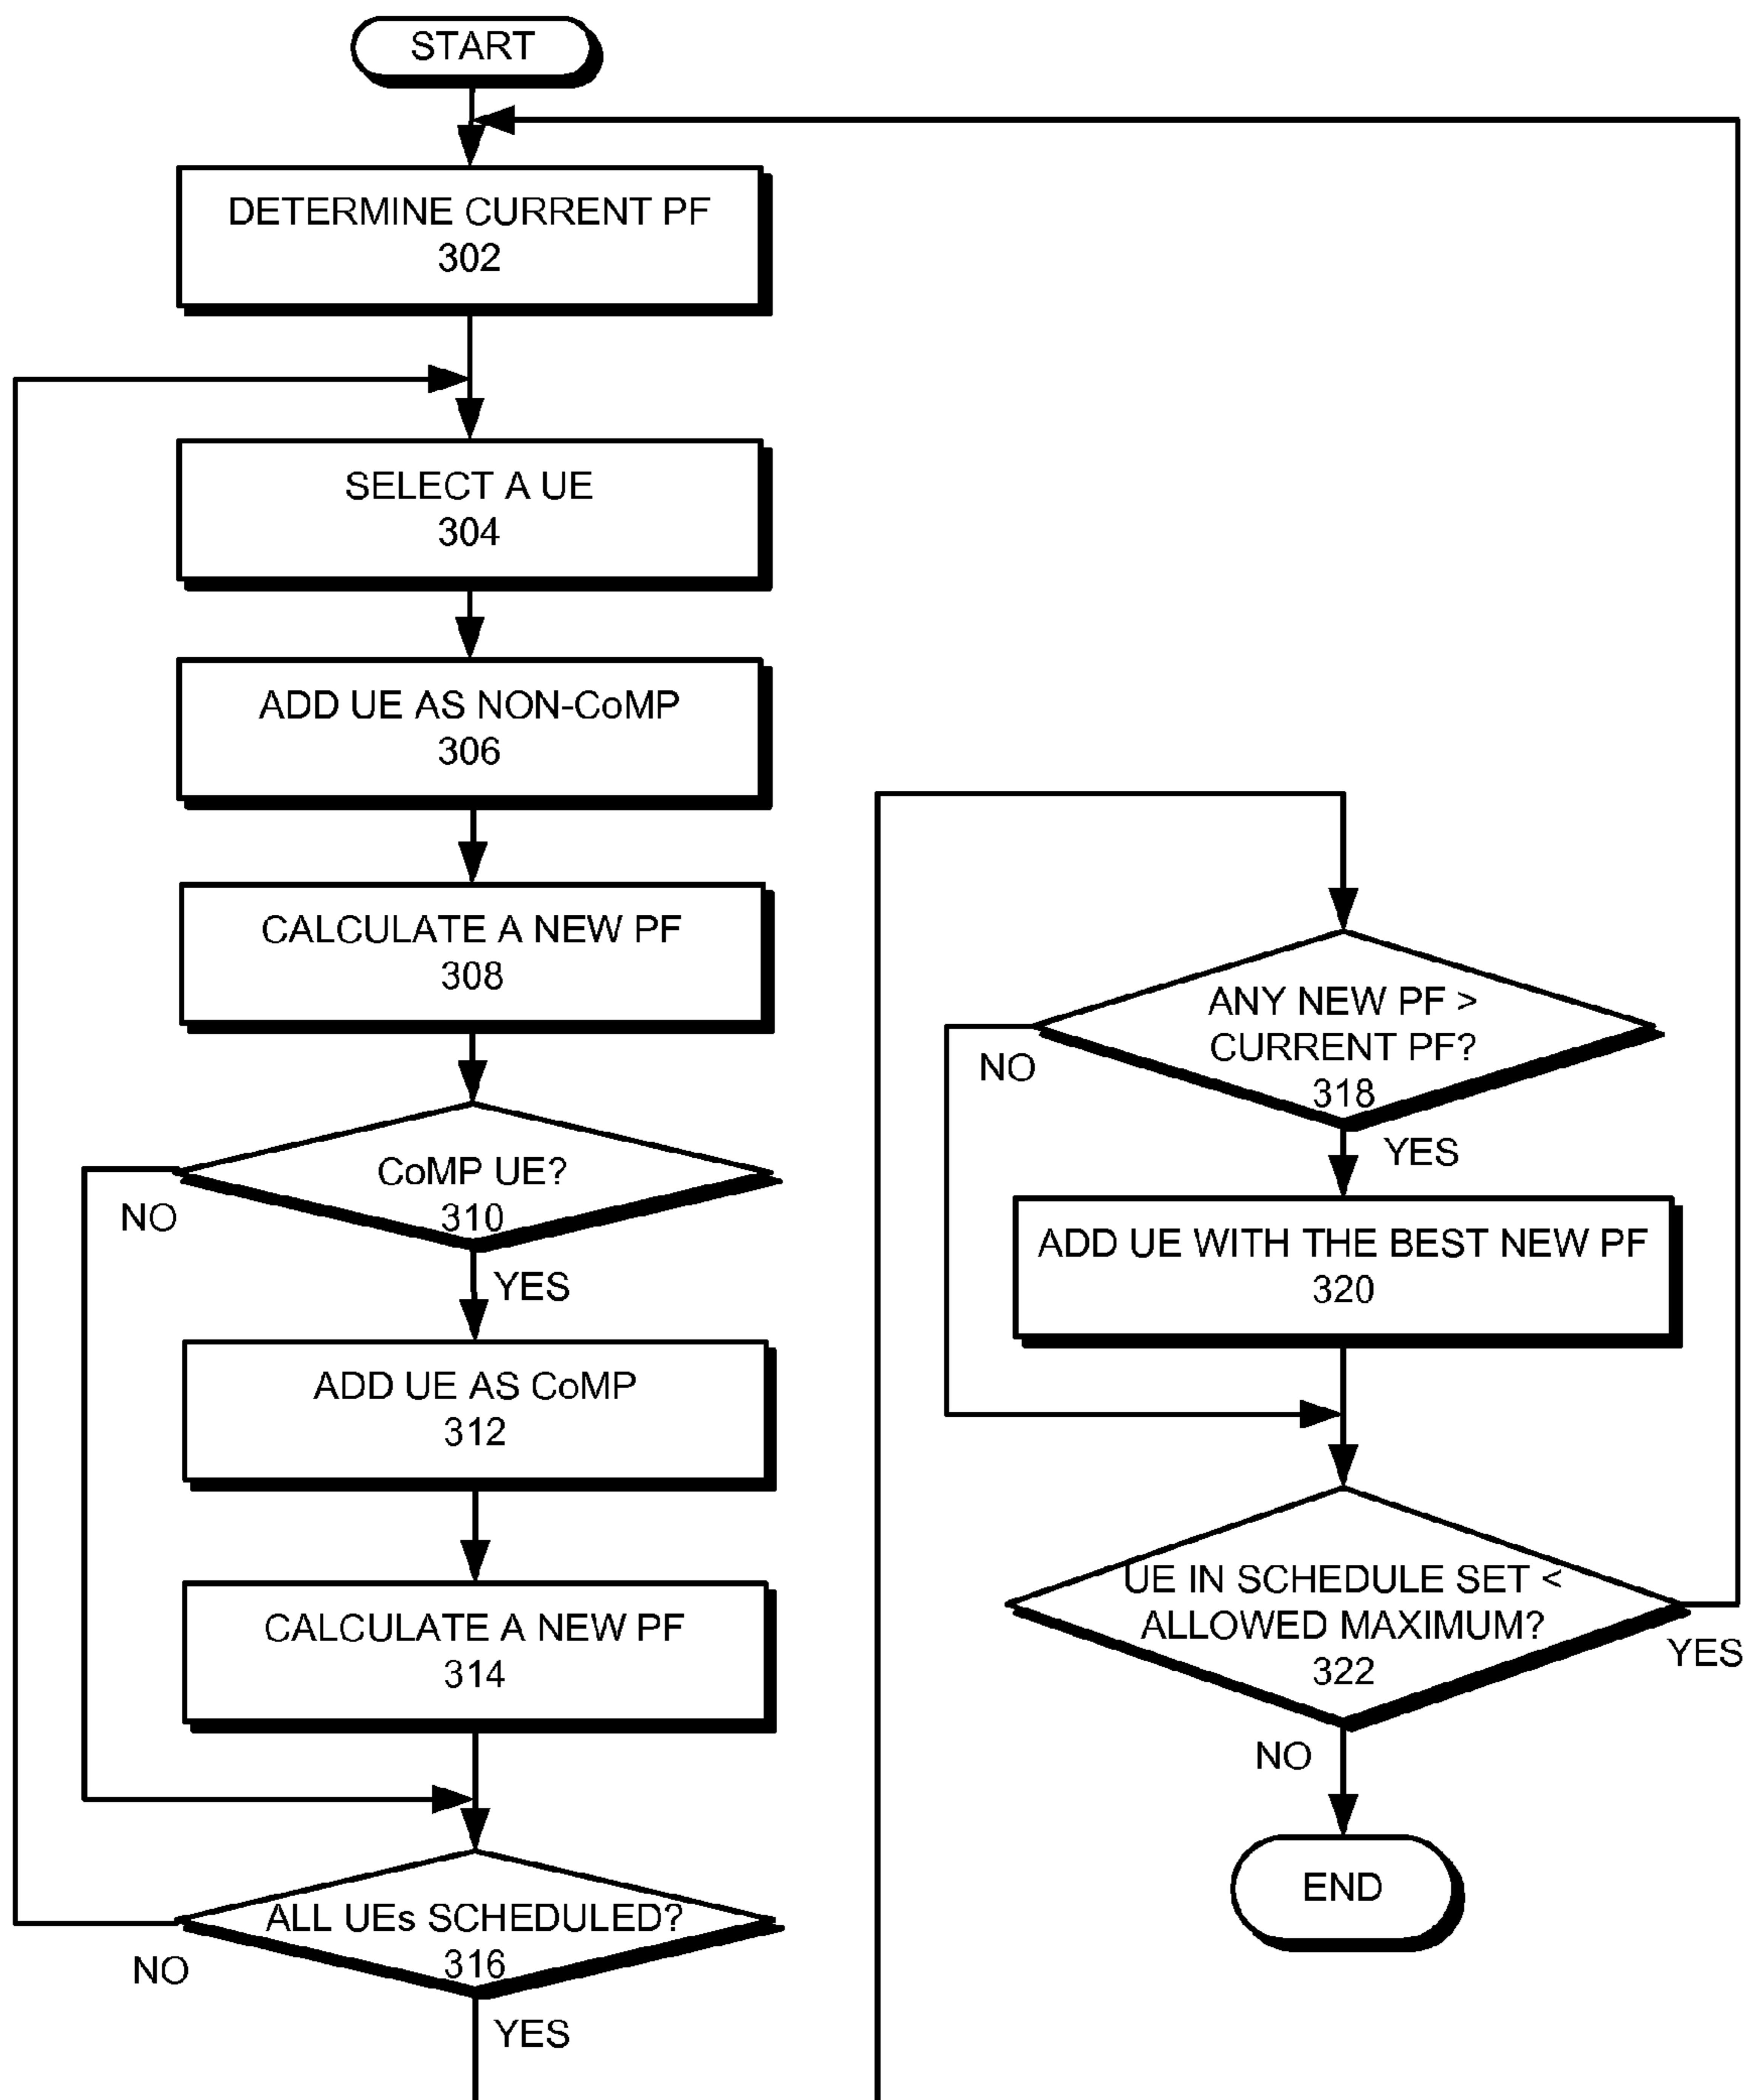 START
DETERMINE CURRENT PF
302
SELECT A UE
304
ADD UE AS NON-CoMP
306
CALCULATE A NEW PF
308
CoMP UE?
310
NO
YES
ADD UE AS CoMP
312
CALCULATE A NEW PF
314
ALL UEs SCHEDULED?
316
NO
YES
ANY NEW PF >
CURRENT PF?
318
NO
YES
ADD UE WITH THE BEST NEW PF
320
UE IN SCHEDULE SET <
ALLOWED MAXIMUM?
322
YES
NO
END